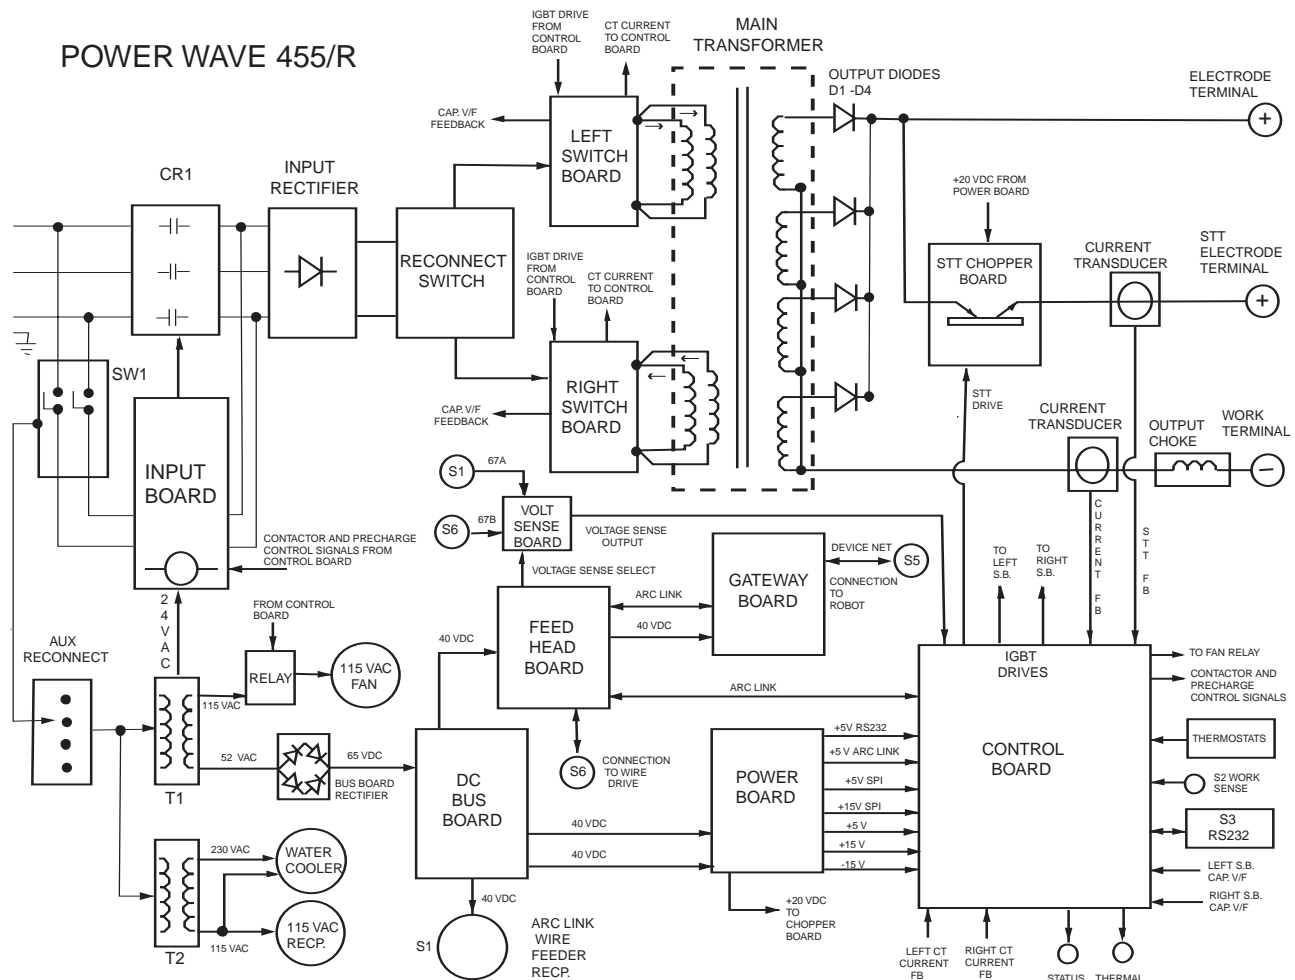 POWER WAVE 455/R
IGBT DRIVE
FROM
CONTROL
BOARD
CT CURRENT
TO CONTROL
BOARD
MAIN
TRANSFORMER
OUTPUT DIODES
D1 -D4
ELECTRODE
TERMINAL
+
CAP. V/F
FEEDBACK
LEFT
SWITCH
BOARD
CR1
INPUT
RECTIFIER
+20 VDC FROM
POWER BOARD
RECONNECT
SWITCH
IGBT DRIVE
FROM
CONTROL
BOARD
CT CURRENT
TO CONTROL
BOARD
STT CHOPPER
BOARD
CURRENT
TRANSDUCER
STT
ELECTRODE
TERMINAL
+
SW1
RIGHT
SWITCH
BOARD
CAP. V/F
FEEDBACK
STT
DRIVE
CURRENT
TRANSDUCER
OUTPUT
CHOKE
WORK
TERMINAL
INPUT
BOARD
S1
67A
S6
67B
VOLT
SENSE
BOARD
VOLTAGE SENSE
OUTPUT
CURRENT FB
STT FB
CONTACTOR AND PRECHARGE
CONTROL SIGNALS FROM
CONTROL BOARD
VOLTAGE SENSE SELECT
DEVICE NET
S5
CONNECTION
TO
ROBOT
GATEWAY
BOARD
TO
LEFT
S.B.
TO
RIGHT
S.B.
24VAC
FROM CONTROL
BOARD
ARC LINK
40 VDC
FEED
HEAD
BOARD
40 VDC
AUX
RECONNECT
RELAY
115 VAC
FAN
115 VAC
ARC LINK
IGBT
DRIVES
TO FAN RELAY
CONTACTOR AND
PRECHARGE
CONTROL SIGNALS
THERMOSTATS
CONTROL
BOARD
52 VAC
65 VDC
BUS BOARD
RECTIFIER
T1
DC
BUS
BOARD
S6
CONNECTION
TO WIRE
DRIVE
POWER
BOARD
+5V RS232
+5 V ARC LINK
+5V SPI
+15V SPI
+5 V
+15 V
-15 V
S2 WORK
SENSE
S3
RS232
40 VDC
40 VDC
230 VAC
WATER
COOLER
LEFT S.B.
CAP. V/F
RIGHT S.B.
CAP. V/F
115 VAC
RECP.
115 VAC
T2
40 VDC
S1
ARC LINK
WIRE
FEEDER
RECP.
+20 VDC
TO
CHOPPER
BOARD
LEFT CT
CURRENT
FB
RIGHT CT
CURRENT
FB
STATUS
THERMAL